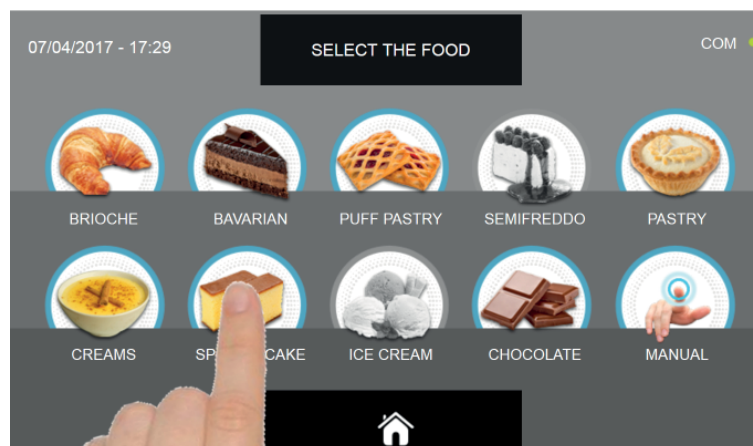 07/04/2017 - 17:29
SELECT THE FOOD
COM
BRIOCHE
BAVARIAN
PUFF PASTRY
SEMIFREDDO
PASTRY
CREAMS
CAKE
ICE CREAM
CHOCOLATE
MANUAL